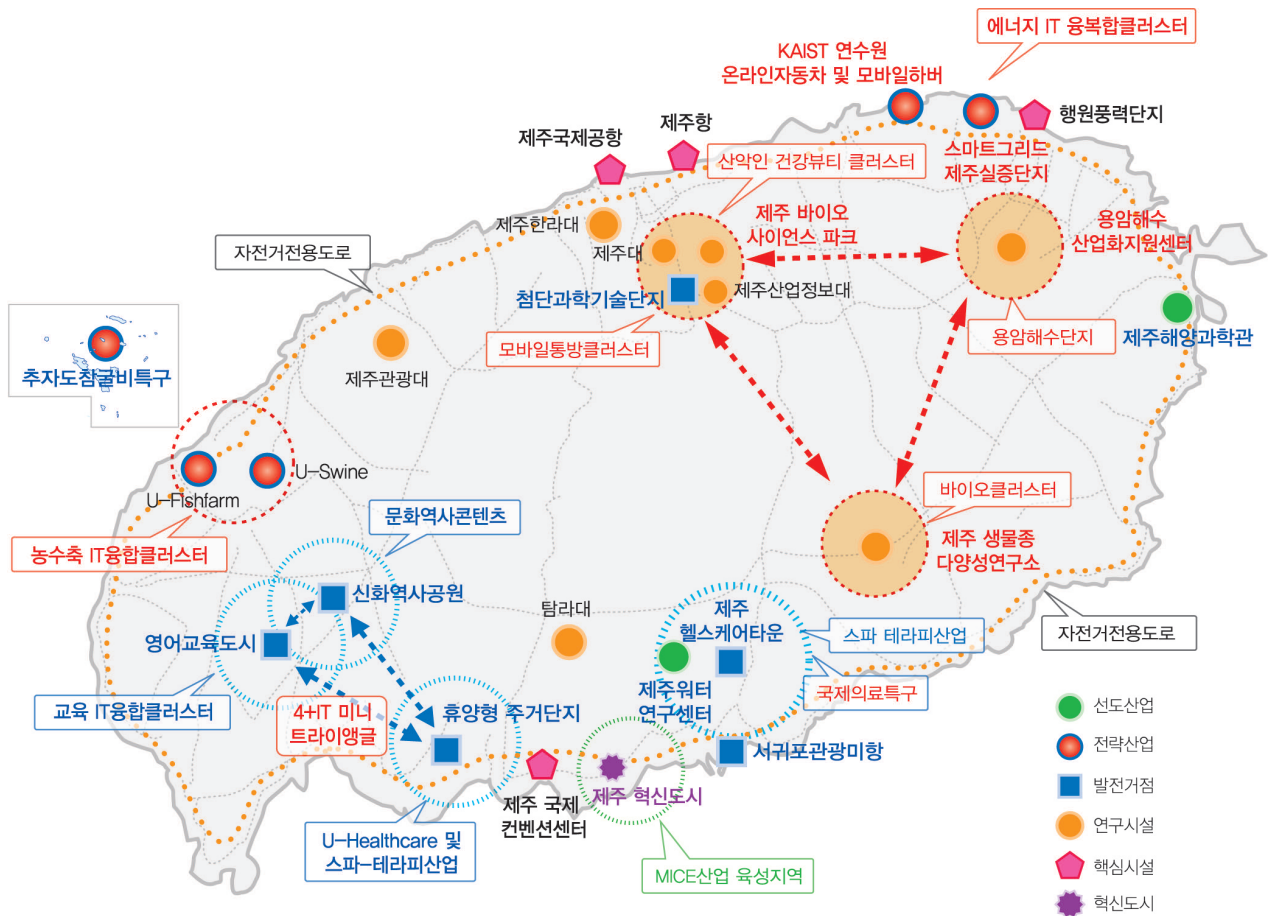 에너지 IT 융복합클러스터
KAIST 연수원
온라인자동차 및 모바일하버
행원풍력단지
제주항
제주국제공항
스마트그리드
제주실증단지
산악인 건강뷰티 클러스터
제주 바이오
사이언스 파크
용암해수
산업화지원센터
제주한라대
제주대
자전거전용도로
첨단과학기술단지
제주산업정보대
용암해수단지
제주해양과학관
모바일통방클러스터
제주관광대
추자도참굴비특구
U-Swine
U-Fishfarm
바이오클러스터
문화역사콘텐츠
농수축 IT융합클러스터
제주 생물종
다양성연구소
신화역사공원
탐라대
제주
헬스케어타운
스파 테라피산업
자전거전용도로
영어교육도시
제주워터
연구센터
국제의료특구
교육 IT융합클러스터
4+IT 미니
트라이앵글
휴양형 주거단지
서귀포관광미항
제주 국제
컨벤션센터
제주 혁신도시
U-Healthcare 및
스파-테라피산업
MICE산업 육성지역
선도산업
전략산업
발전거점
연구시설
핵심시설
혁신도시